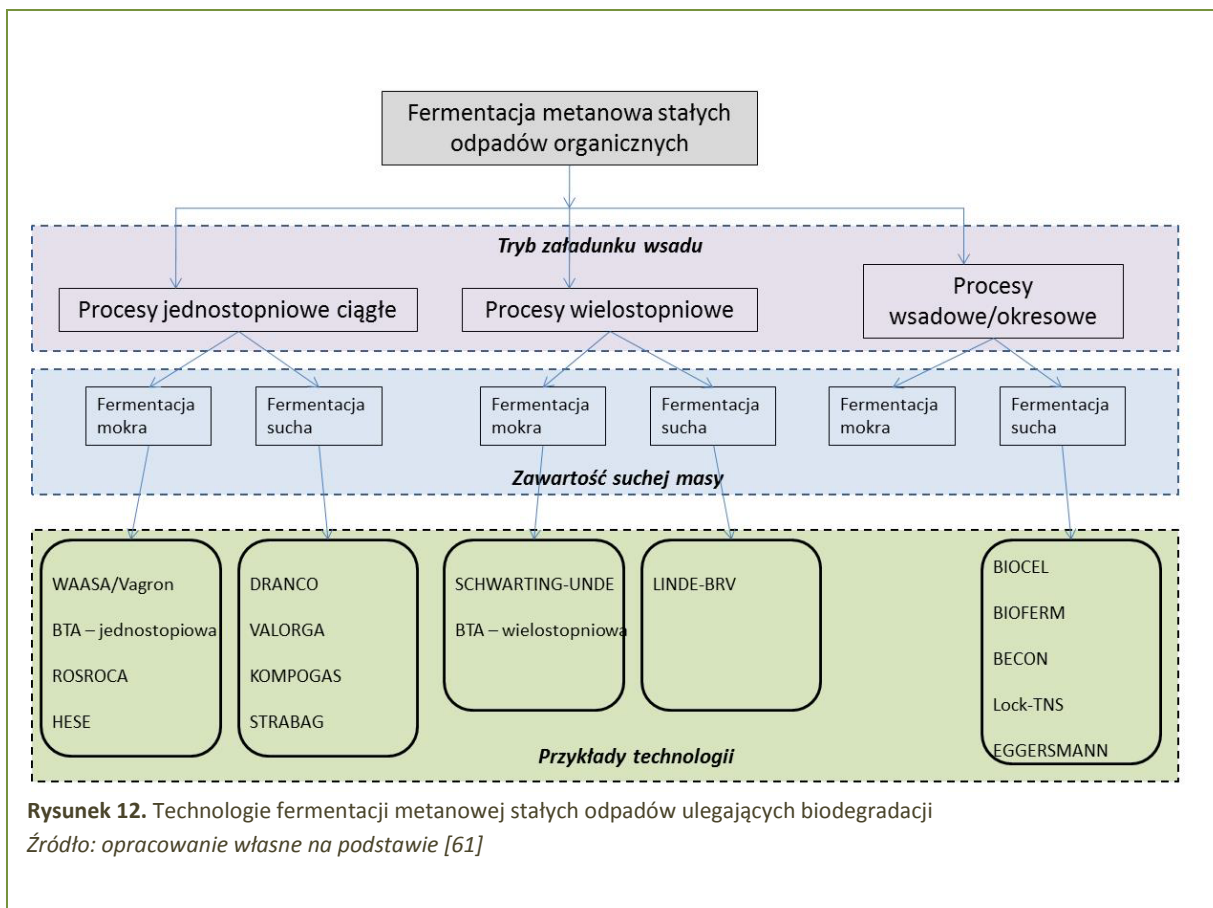 Fermentacja metanowa stałych
odpadów organicznych
Tryb załadunku wsadu
Procesy jednostopniowe ciągłe
Procesy wielostopniowe
Procesy
wsadowe/okresowe
Fermentacja
mokra
Fermentacja
sucha
Fermentacja
mokra
Fermentacja
sucha
Fermentacja
mokra
Fermentacja
sucha
Zawartość suchej masy
WAASA/Vagron
BTA – jednostopiowa
ROSROCA
HESE
DRANCO
VALORGA
KOMPOGAS
STRABAG
SCHWARTING-UNDE
BTA – wielostopniowa
LINDE-BRV
BIOCEL
BIOFERM
BECON
Lock-TNS
EGGERSMANN
Przykłady technologii
Rysunek 12. Technologie fermentacji metanowej stałych odpadów ulegających biodegradacji
Źródło: opracowanie własne na podstawie [61]